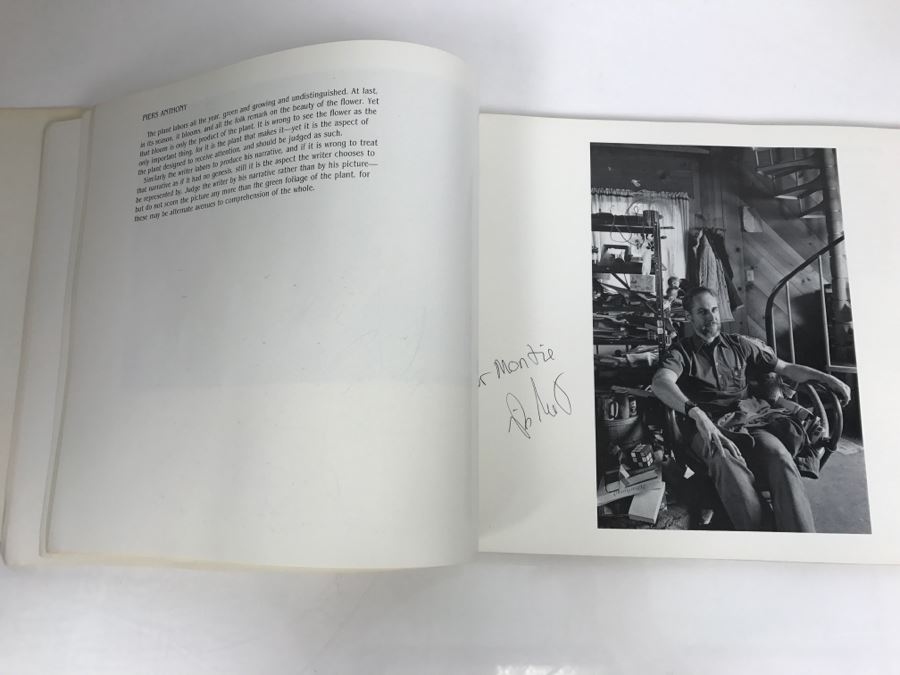 PIERS ANTHONY
The plant labors all the year, green and growing and undistinguished. At last,
in its season, it blooms, and all the folk remark on the beauty of the flower. Yet
that bloom is only the product of the plant. It is wrong to see the flower as the
only important thing, for it is the plant that makes it—yet it is the aspect of
the plant designed to receive attention, and should be judged as such.
Similarly the writer labors to produce his narrative, and if it is wrong to treat
that narrative as if it had no genesis, still it is the aspect the writer chooses to
be represented by. Judge the writer by his narrative rather than by his picture—
but do not scorn the picture any more than the green foliage of the plant, for
these may be alternate avenues to comprehension of the whole.
r Montie